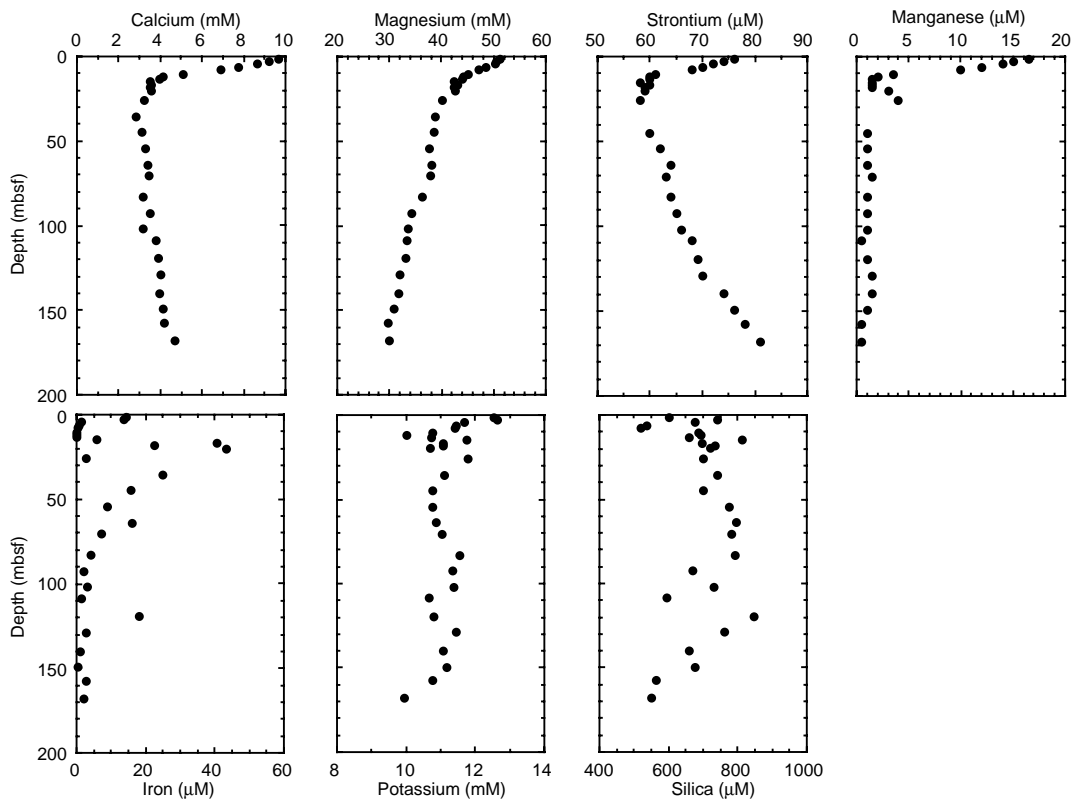 Calcium (mM)
0 2 4 6 8 10
Magnesium (mM)
20 30 40 50 60
Strontium (μM)
50 60 70 80 90
Manganese (μM)
0 5 10 15 20
Depth (mbsf)
0
50
100
150
200
Depth (mbsf)
0
50
100
150
200
0 20 40 60
Iron (μM)
8 10 12 14
Potassium (mM)
400 600 800 1000
Silica (μM)